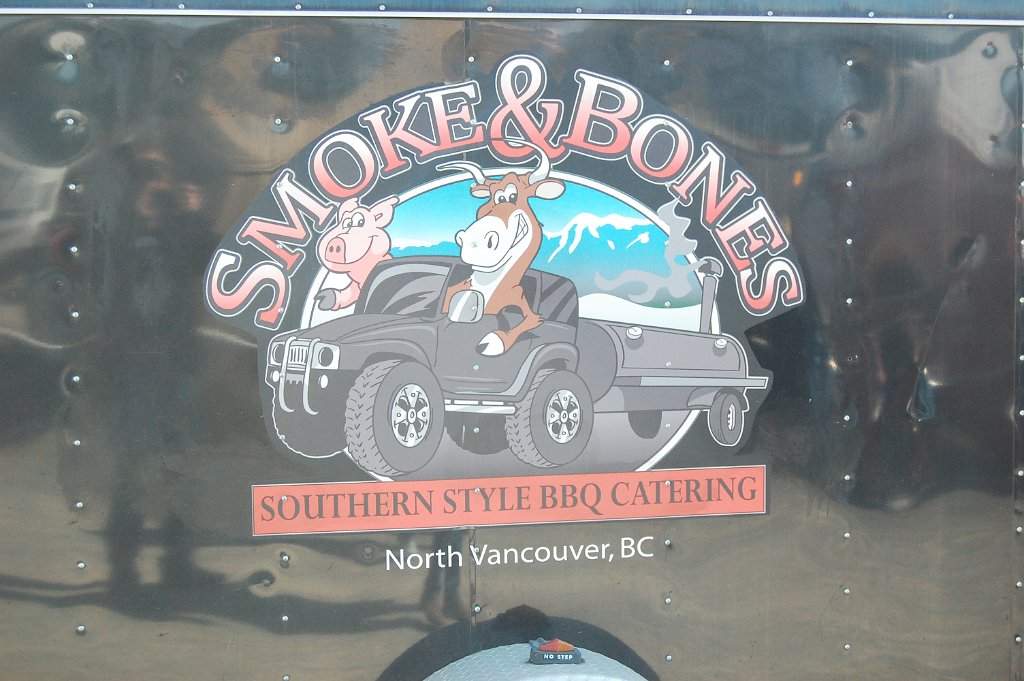 SMOKE & BONES
SOUTHERN STYLE BBQ CATERING
North Vancouver, BC
NO STEP